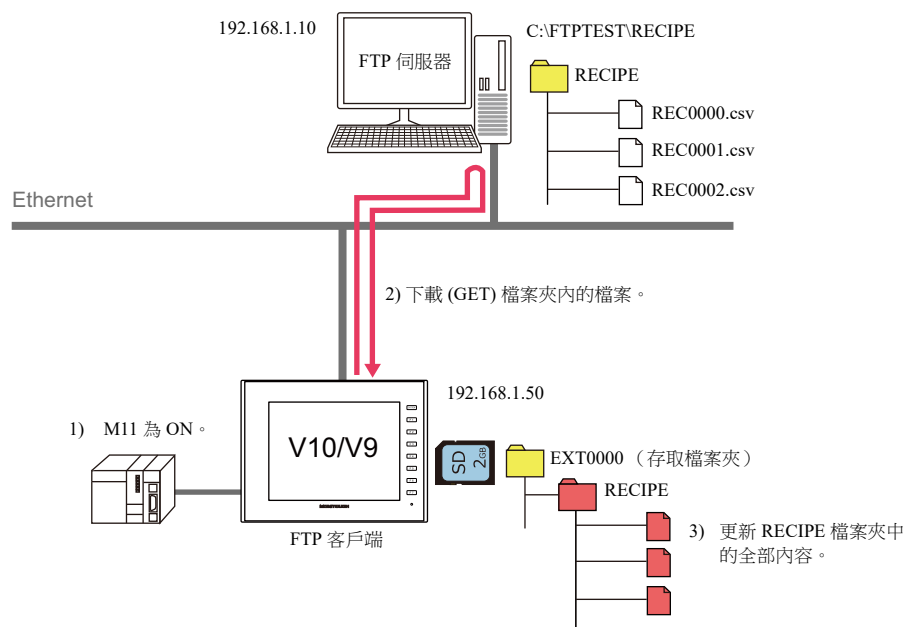 192.168.1.10
C:\FTPTEST\RECIPE
FTP 伺服器
RECIPE
REC0000.csv
REC0001.csv
REC0002.csv
Ethernet
2) 下載 (GET) 檔案夾內的檔案。
192.168.1.50
1) M11 為 ON。
V10/V9
SD
2GB
EXT0000 （存取檔案夾）
RECIPE
3) 更新 RECIPE 檔案夾中
的全部內容。
FTP 客戶端